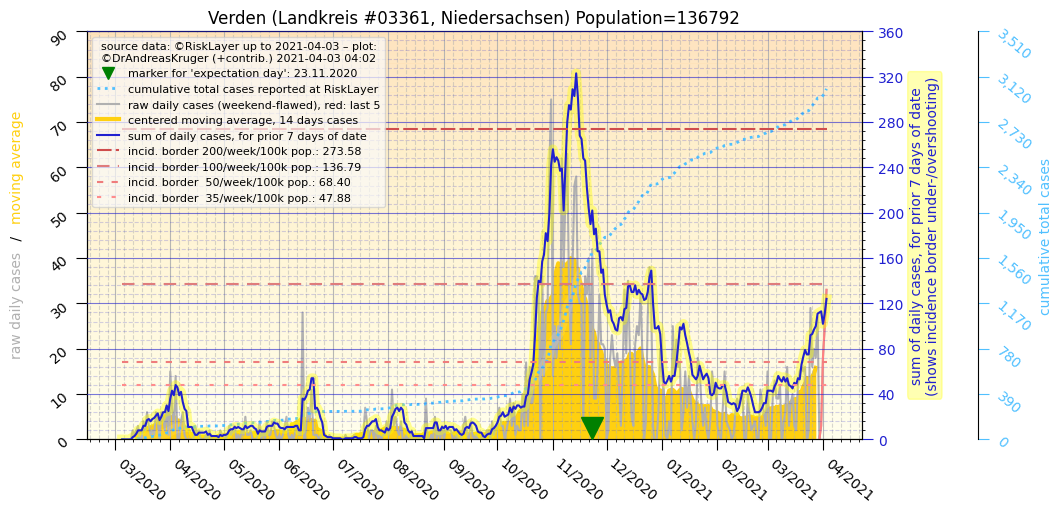 Verden (Landkreis #03361, Niedersachsen) Population=136792
source data: ©RiskLayer up to 2021-04-03 – plot:
©DrAndreasKruger (+contrib.) 2021-04-03 04:02
marker for 'expectation day': 23.11.2020
cumulative total cases reported at RiskLayer
raw daily cases (weekend-flawed), red: last 5
centered moving average, 14 days cases
sum of daily cases, for prior 7 days of date
incid. border 200/week/100k pop.: 273.58
incid. border 100/week/100k pop.: 136.79
incid. border  50/week/100k pop.: 68.40
incid. border  35/week/100k pop.: 47.88
raw daily cases  /  moving average
90
80
70
60
50
40
30
20
10
0
03/2020
04/2020
05/2020
06/2020
07/2020
08/2020
09/2020
10/2020
11/2020
12/2020
01/2021
02/2021
03/2021
04/2021
360
320
280
240
200
160
120
80
40
0
sum of daily cases, for prior 7 days of date
(shows incidence border under-/overshooting)
3,510
3,120
2,730
2,340
1,950
1,560
1,170
780
390
0
cumulative total cases